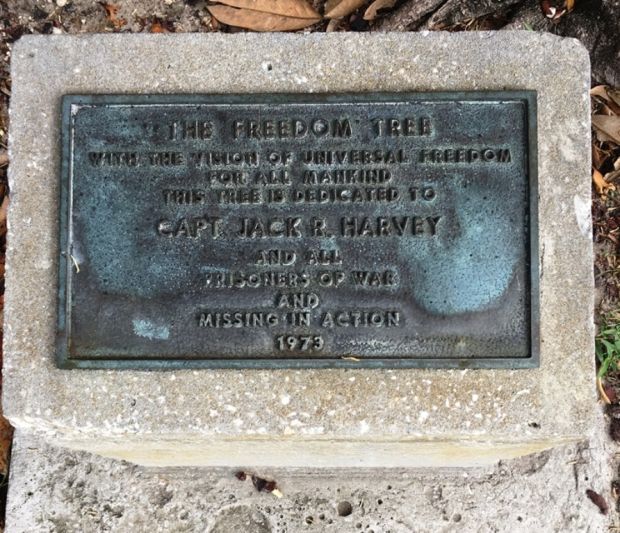 THE FREEDOM TREE
WITH THE VISION OF UNIVERSAL FREEDOM
FOR ALL MANKIND
THIS TREE IS DEDICATED TO
CAPT. JACK R. HARVEY
AND ALL
PRISONERS OF WAR
AND
MISSING IN ACTION
1973